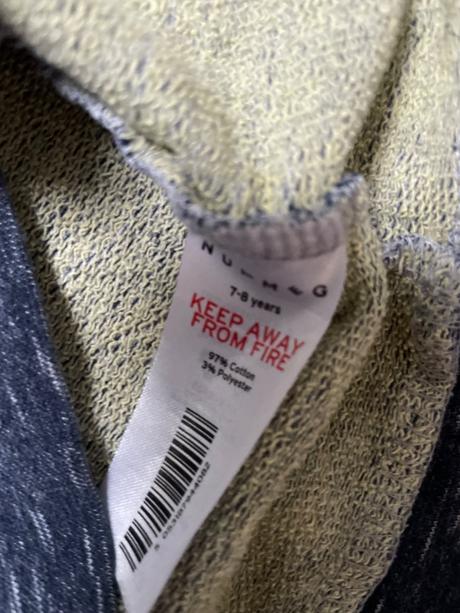 NUTMEG
7-8 years
KEEP AWAY
FROM FIRE
97% Cotton
3% Polyester